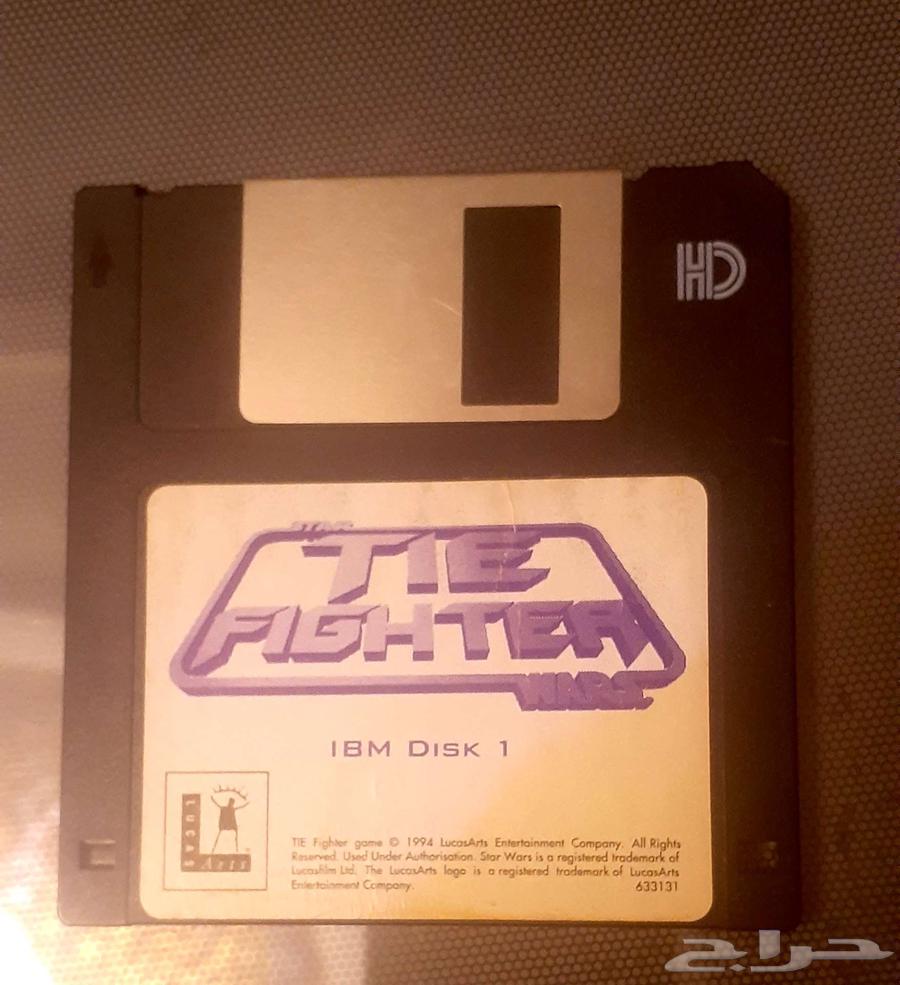 HD
STAR
TIE
FIGHTER
WARS
IBM Disk 1
LUCAS
Arts
TIE Fighter game © 1994 LucasArts Entertainment Company. All Rights
Reserved. Used Under Authorisation. Star Wars is a registered trademark of
Lucasfilm Ltd. The LucasArts logo is a registered trademark of LucasArts
Entertainment Company. 633131
حراج